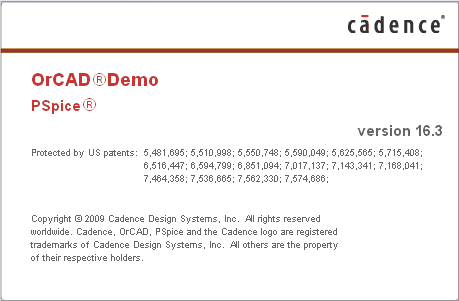 cādence®
OrCAD®Demo
PSpice®
version 16.3
Protected by US patents: 5,481,695; 5,510,998; 5,550,748; 5,590,049; 5,625,565; 5,715,408;
6,516,447; 6,594,799; 6,851,094; 7,017,137; 7,143,341; 7,168,041;
7,464,358; 7,536,665; 7,562,330; 7,574,686;
Copyright © 2009 Cadence Design Systems, Inc. All rights reserved
worldwide. Cadence, OrCAD, PSpice and the Cadence logo are registered
trademarks of Cadence Design Systems, Inc. All others are the property
of their respective holders.